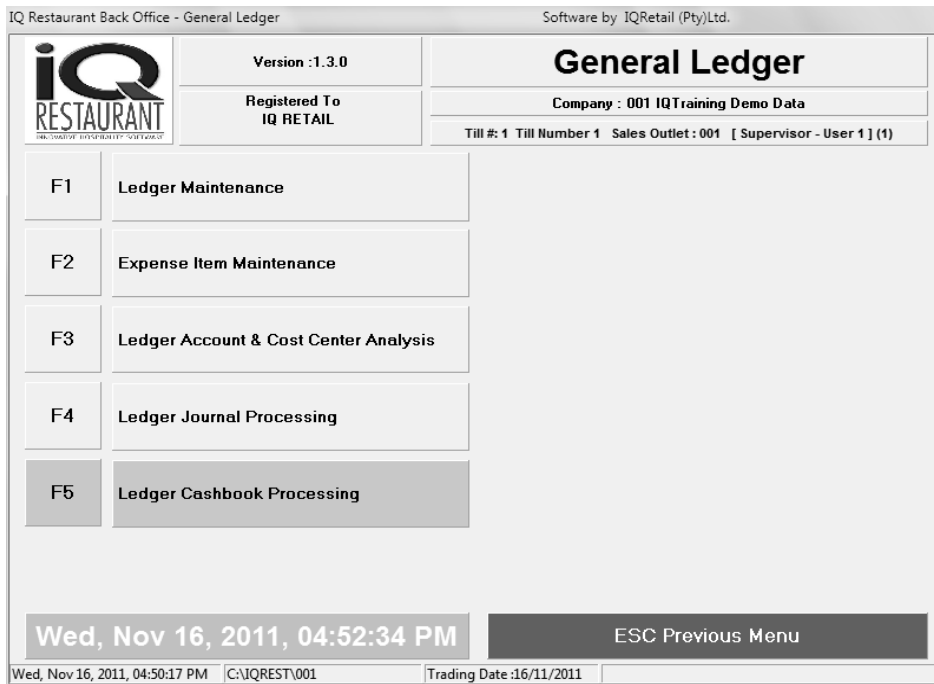 IQ Restaurant Back Office - General Ledger Software by IQRetail (Pty)Ltd.
iQ
RESTAURANT
INNOVATIVE HOSPITALITY SOFTWARE
Version :1.3.0
General Ledger
Registered To
IQ RETAIL
Company : 001 IQTraining Demo Data
Till #: 1 Till Number 1 Sales Outlet : 001 [ Supervisor - User 1 ] (1)
F1 Ledger Maintenance
F2 Expense Item Maintenance
F3 Ledger Account & Cost Center Analysis
F4 Ledger Journal Processing
F5 Ledger Cashbook Processing
Wed, Nov 16, 2011, 04:52:34 PM
ESC Previous Menu
Wed, Nov 16, 2011, 04:50:17 PM C:\IQREST\001 Trading Date :16/11/2011